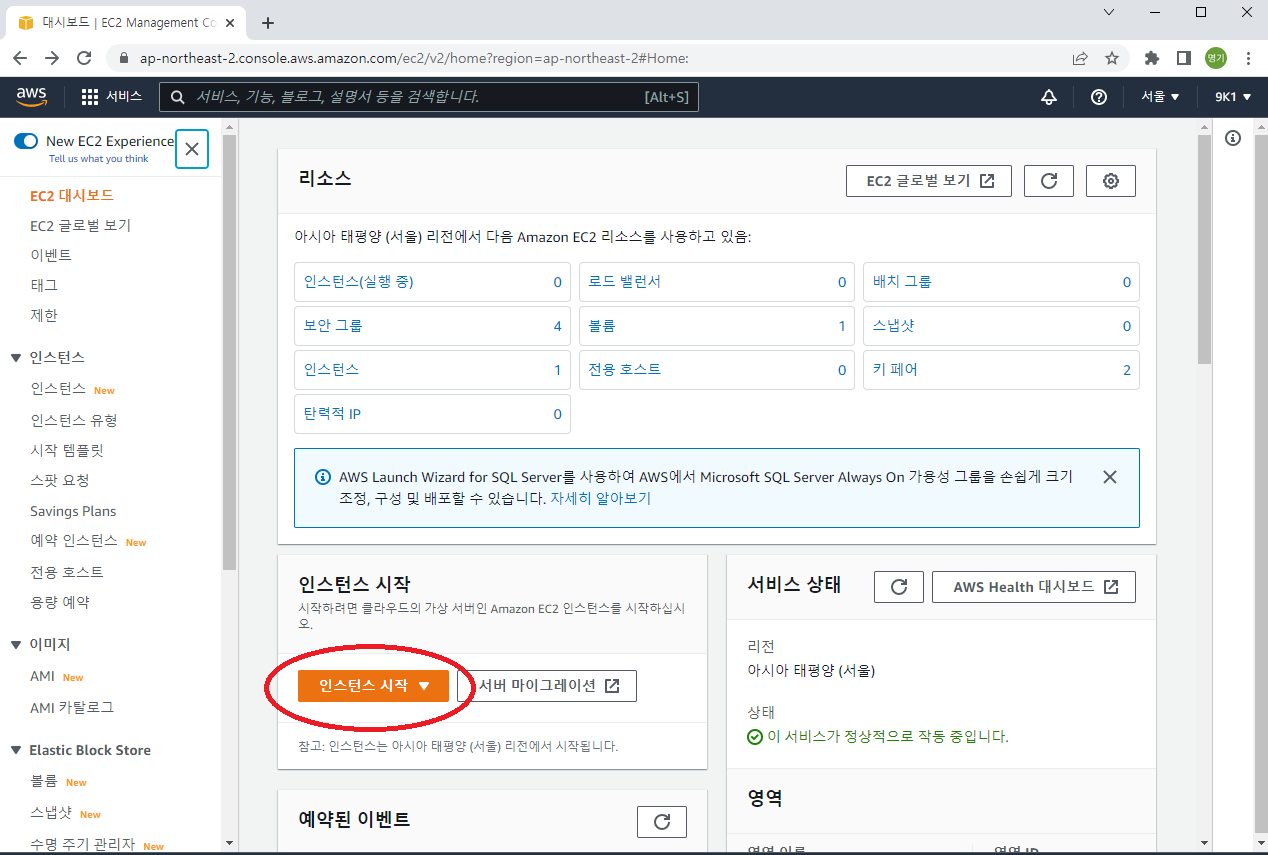 대시보드 | EC2 Management Co
ap-northeast-2.console.aws.amazon.com/ec2/v2/home?region=ap-northeast-2#Home:
명기
aws
서비스
서비스, 기능, 블로그, 설명서 등을 검색합니다.
[Alt+S]
서울 ▼
9K1 ▼
New EC2 Experience
Tell us what you think
EC2 대시보드
EC2 글로벌 보기
이벤트
태그
제한
▼ 인스턴스
인스턴스 New
인스턴스 유형
시작 템플릿
스팟 요청
Savings Plans
예약 인스턴스 New
전용 호스트
용량 예약
▼ 이미지
AMI New
AMI 카탈로그
▼ Elastic Block Store
볼륨 New
스냅샷 New
수명 주기 관리자 New
리소스
EC2 글로벌 보기
아시아 태평양 (서울) 리전에서 다음 Amazon EC2 리소스를 사용하고 있음:
인스턴스(실행 중) 0
로드 밸런서 0
배치 그룹 0
보안 그룹 4
볼륨 1
스냅샷 0
인스턴스 1
전용 호스트 0
키 페어 2
탄력적 IP 0
AWS Launch Wizard for SQL Server를 사용하여 AWS에서 Microsoft SQL Server Always On 가용성 그룹을 손쉽게 크기
조정, 구성 및 배포할 수 있습니다. 자세히 알아보기
인스턴스 시작
시작하려면 클라우드의 가상 서버인 Amazon EC2 인스턴스를 시작하십시
오.
인스턴스 시작 ▼
서버 마이그레이션
참고: 인스턴스는 아시아 태평양 (서울) 리전에서 시작됩니다.
예약된 이벤트
서비스 상태
AWS Health 대시보드
리전
아시아 태평양 (서울)
상태
이 서비스가 정상적으로 작동 중입니다.
영역
영역 이름
영역 ID